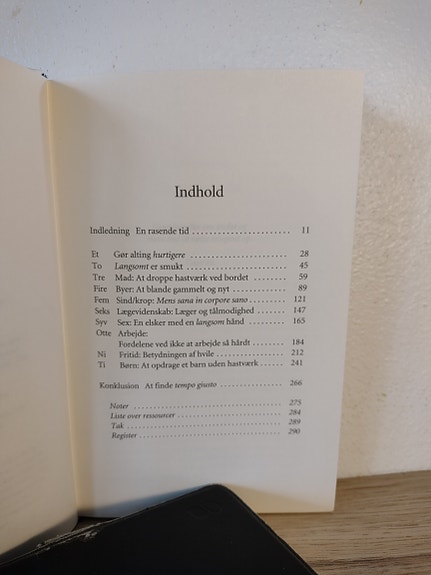 Indhold
Indledning En rasende tid . . . . . . . . . . . . . . . . . . . . . . . . . . 11
Et Gør alting hurtigere . . . . . . . . . . . . . . . . . . . . . . . . . . 28
To Langsomt er smukt . . . . . . . . . . . . . . . . . . . . . . . . . . 45
Tre Mad: At droppe hastværk ved bordet . . . . . . . . . . 59
Fire Byer: At blande gammelt og nyt . . . . . . . . . . . . . . 89
Fem Sind/krop: Mens sana in corpore sano . . . . . . . . . . 121
Seks Lægevidenskab: Læger og tålmodighed . . . . . . . . 147
Syv Sex: En elsker med en langsom hånd . . . . . . . . . . 165
Otte Arbejde:
Fordelene ved ikke at arbejde så hårdt . . . . . . . . . 184
Ni Fritid: Betydningen af hvile . . . . . . . . . . . . . . . . . . 212
Ti Børn: At opdrage et barn uden hastværk . . . . . . . 241
Konklusion At finde tempo giusto . . . . . . . . . . . . . . . . . . 266
Noter . . . . . . . . . . . . . . . . . . . . . . . . . . . . . . . . . . . 275
Liste over ressourcer . . . . . . . . . . . . . . . . . . . . . . . . 284
Tak . . . . . . . . . . . . . . . . . . . . . . . . . . . . . . . . . . . . . 289
Register . . . . . . . . . . . . . . . . . . . . . . . . . . . . . . . . . 290